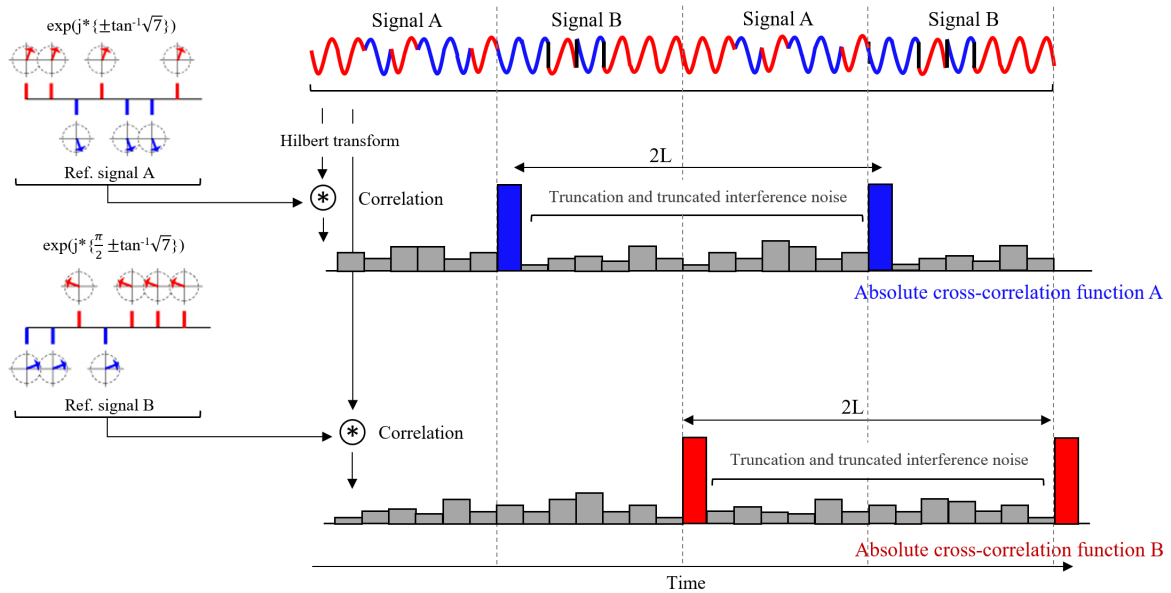 exp(j*{±tan⁻¹√7})
Signal A
Signal B
Signal A
Signal B
Hilbert transform
Ref. signal A
Correlation
2L
Truncation and truncated interference noise
Absolute cross-correlation function A
exp(j*{π/2 ±tan⁻¹√7})
Ref. signal B
Correlation
2L
Truncation and truncated interference noise
Absolute cross-correlation function B
Time